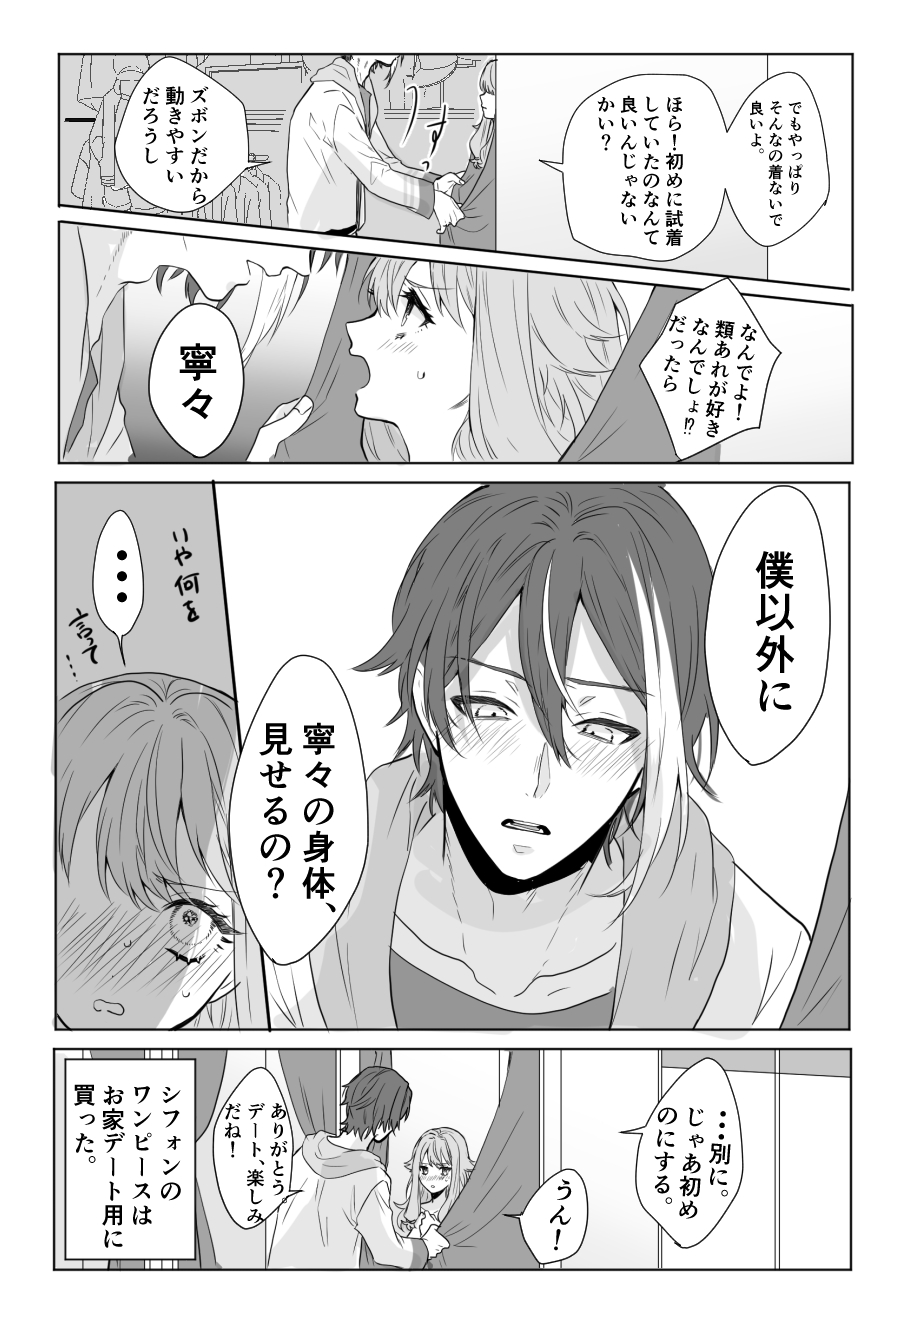 でもやっぱり
そんなの着ないで
良いよ。
ほら！初めに試着
していたのなんて
良いんじゃない
かい？
ズボンだから
動きやすい
だろうし
なんでよ！
類あれが好き
なんでしょ⁉
だったら
寧々
僕以外に
寧々の身体、
見せるの？
いや何を
言って…
・・・
・・・別に。
じゃあ初め
のにする。
うん！
ありがとう。
デート、楽しみ
だね！
シフォンの
ワンピースは
お家デート用に
買った。